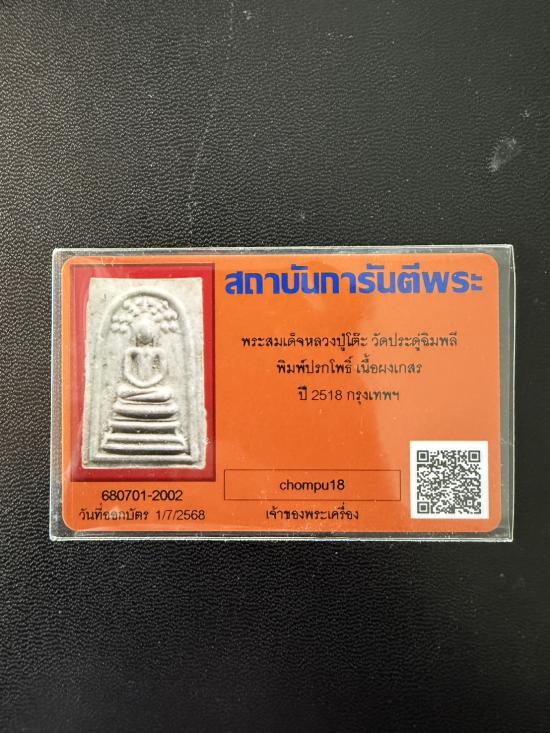 สถาบันการันตีพระ
พระสมเด็จหลวงปู่โต๊ะ วัดประดู่ฉิมพลี
พิมพ์ปรกโพธิ์ เนื้อผงเกสร
ปี 2518 กรุงเทพฯ
chompu18
เจ้าของพระเครื่อง
680701-2002
วันที่ออกบัตร 1/7/2568